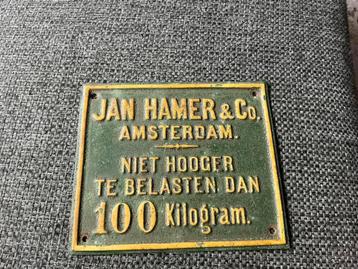 JAN HAMER & Co,
AMSTERDAM.
NIET HOOGER
TE BELASTEN DAN
100 Kilogram.